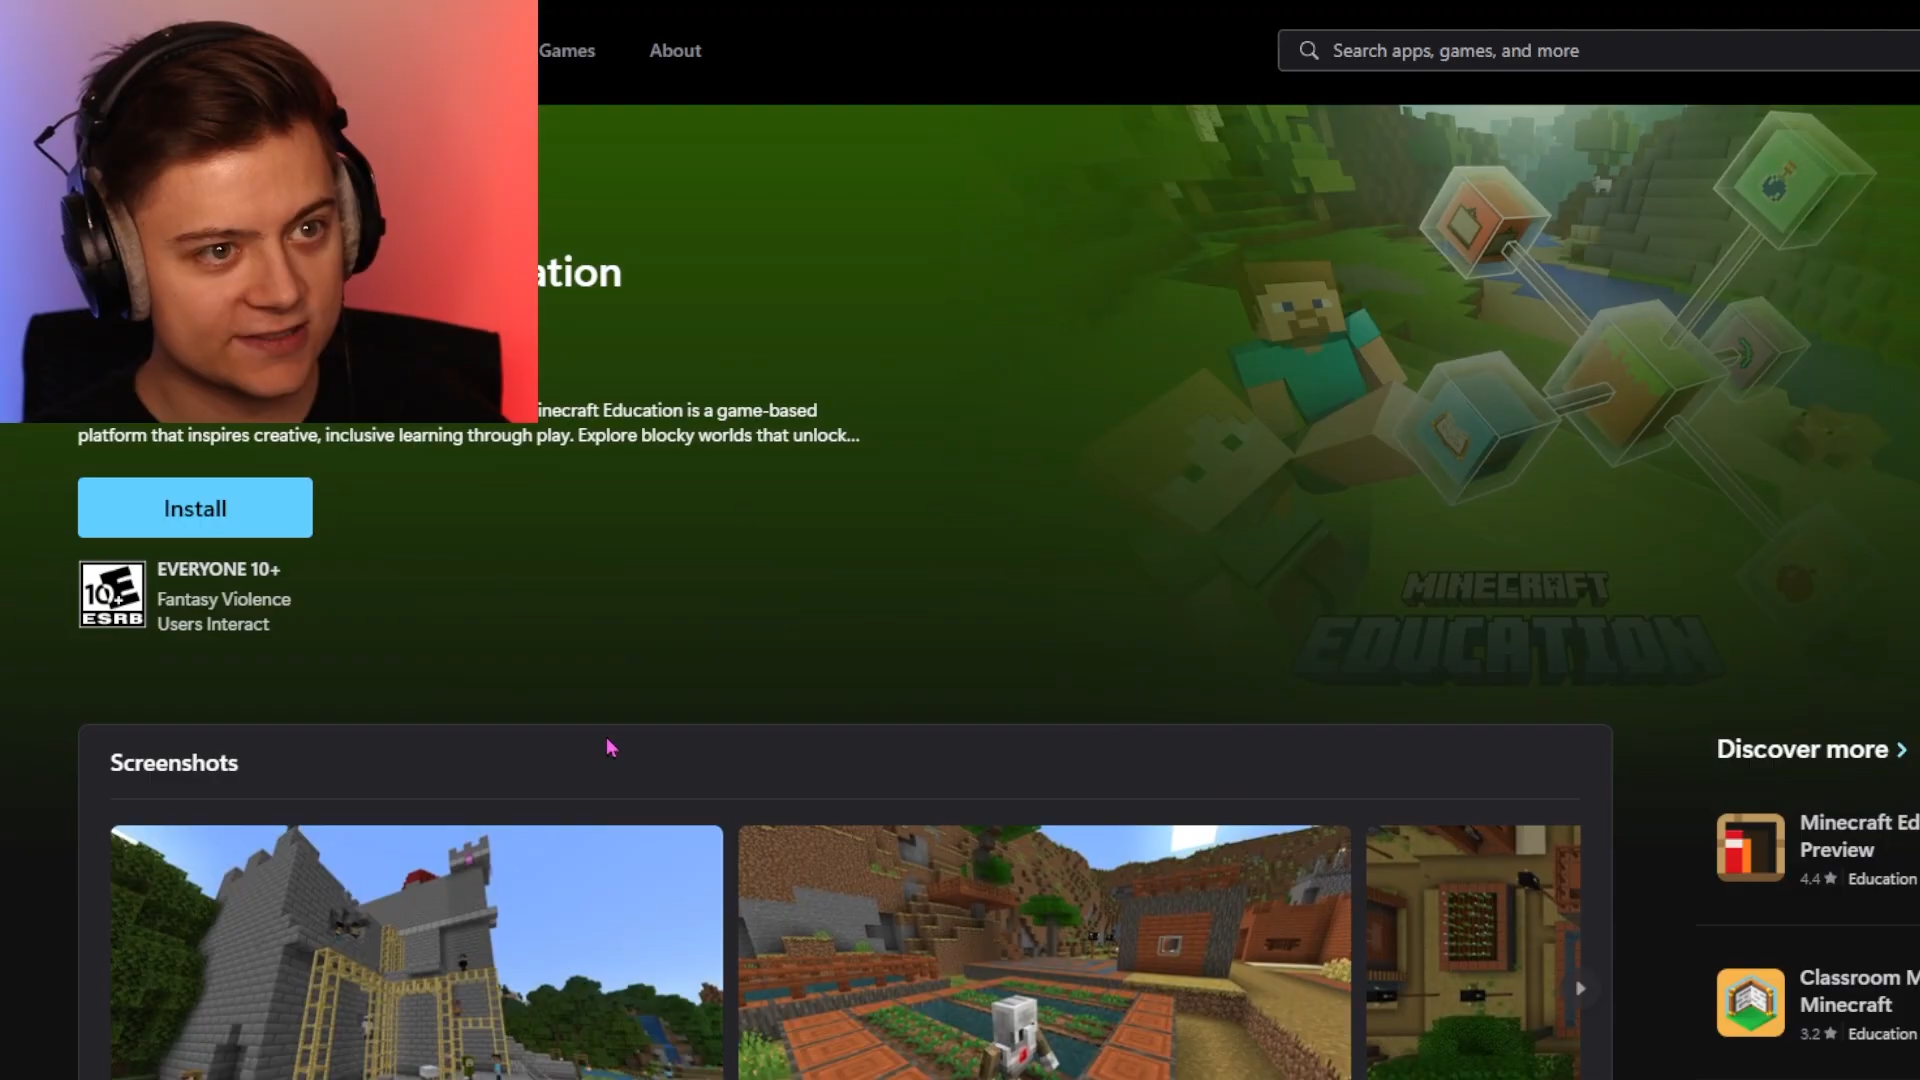 Games
About
Search apps, games, and more
ation
inecraft Education is a game-based
platform that inspires creative, inclusive learning through play. Explore blocky worlds that unlock...
Install
10+
E
ESRB
EVERYONE 10+
Fantasy Violence
Users Interact
MINECRAFT
EDUCATION
Screenshots
Discover more
Minecraft Ed
Preview
4.4★ Education
Classroom M
Minecraft
3.2★ Education